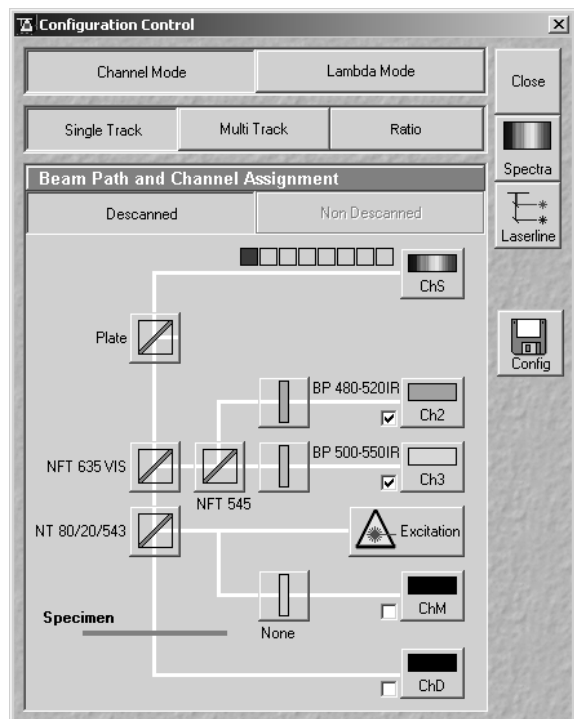 Configuration Control
Channel Mode Lambda Mode
Close
Single Track Multi Track Ratio
Spectra
Beam Path and Channel Assignment
Descanned Non Descanned
Laserline
ChS
Plate
Config
BP 480-520IR
Ch2
BP 500-550IR
NFT 635 VIS
Ch3
NFT 545
NT 80/20/543
Excitation
ChM
Specimen
None
ChD